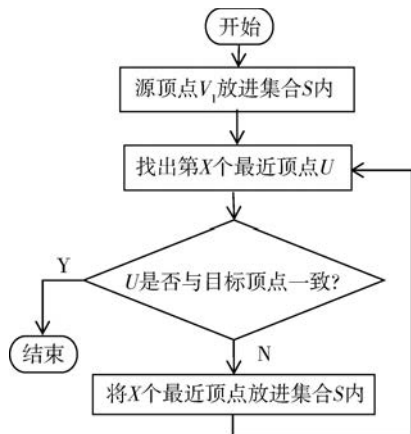 开始
源顶点V₁放进集合S内
找出第X个最近顶点U
U是否与目标顶点一致?
Y
结束
N
将X个最近顶点放进集合S内